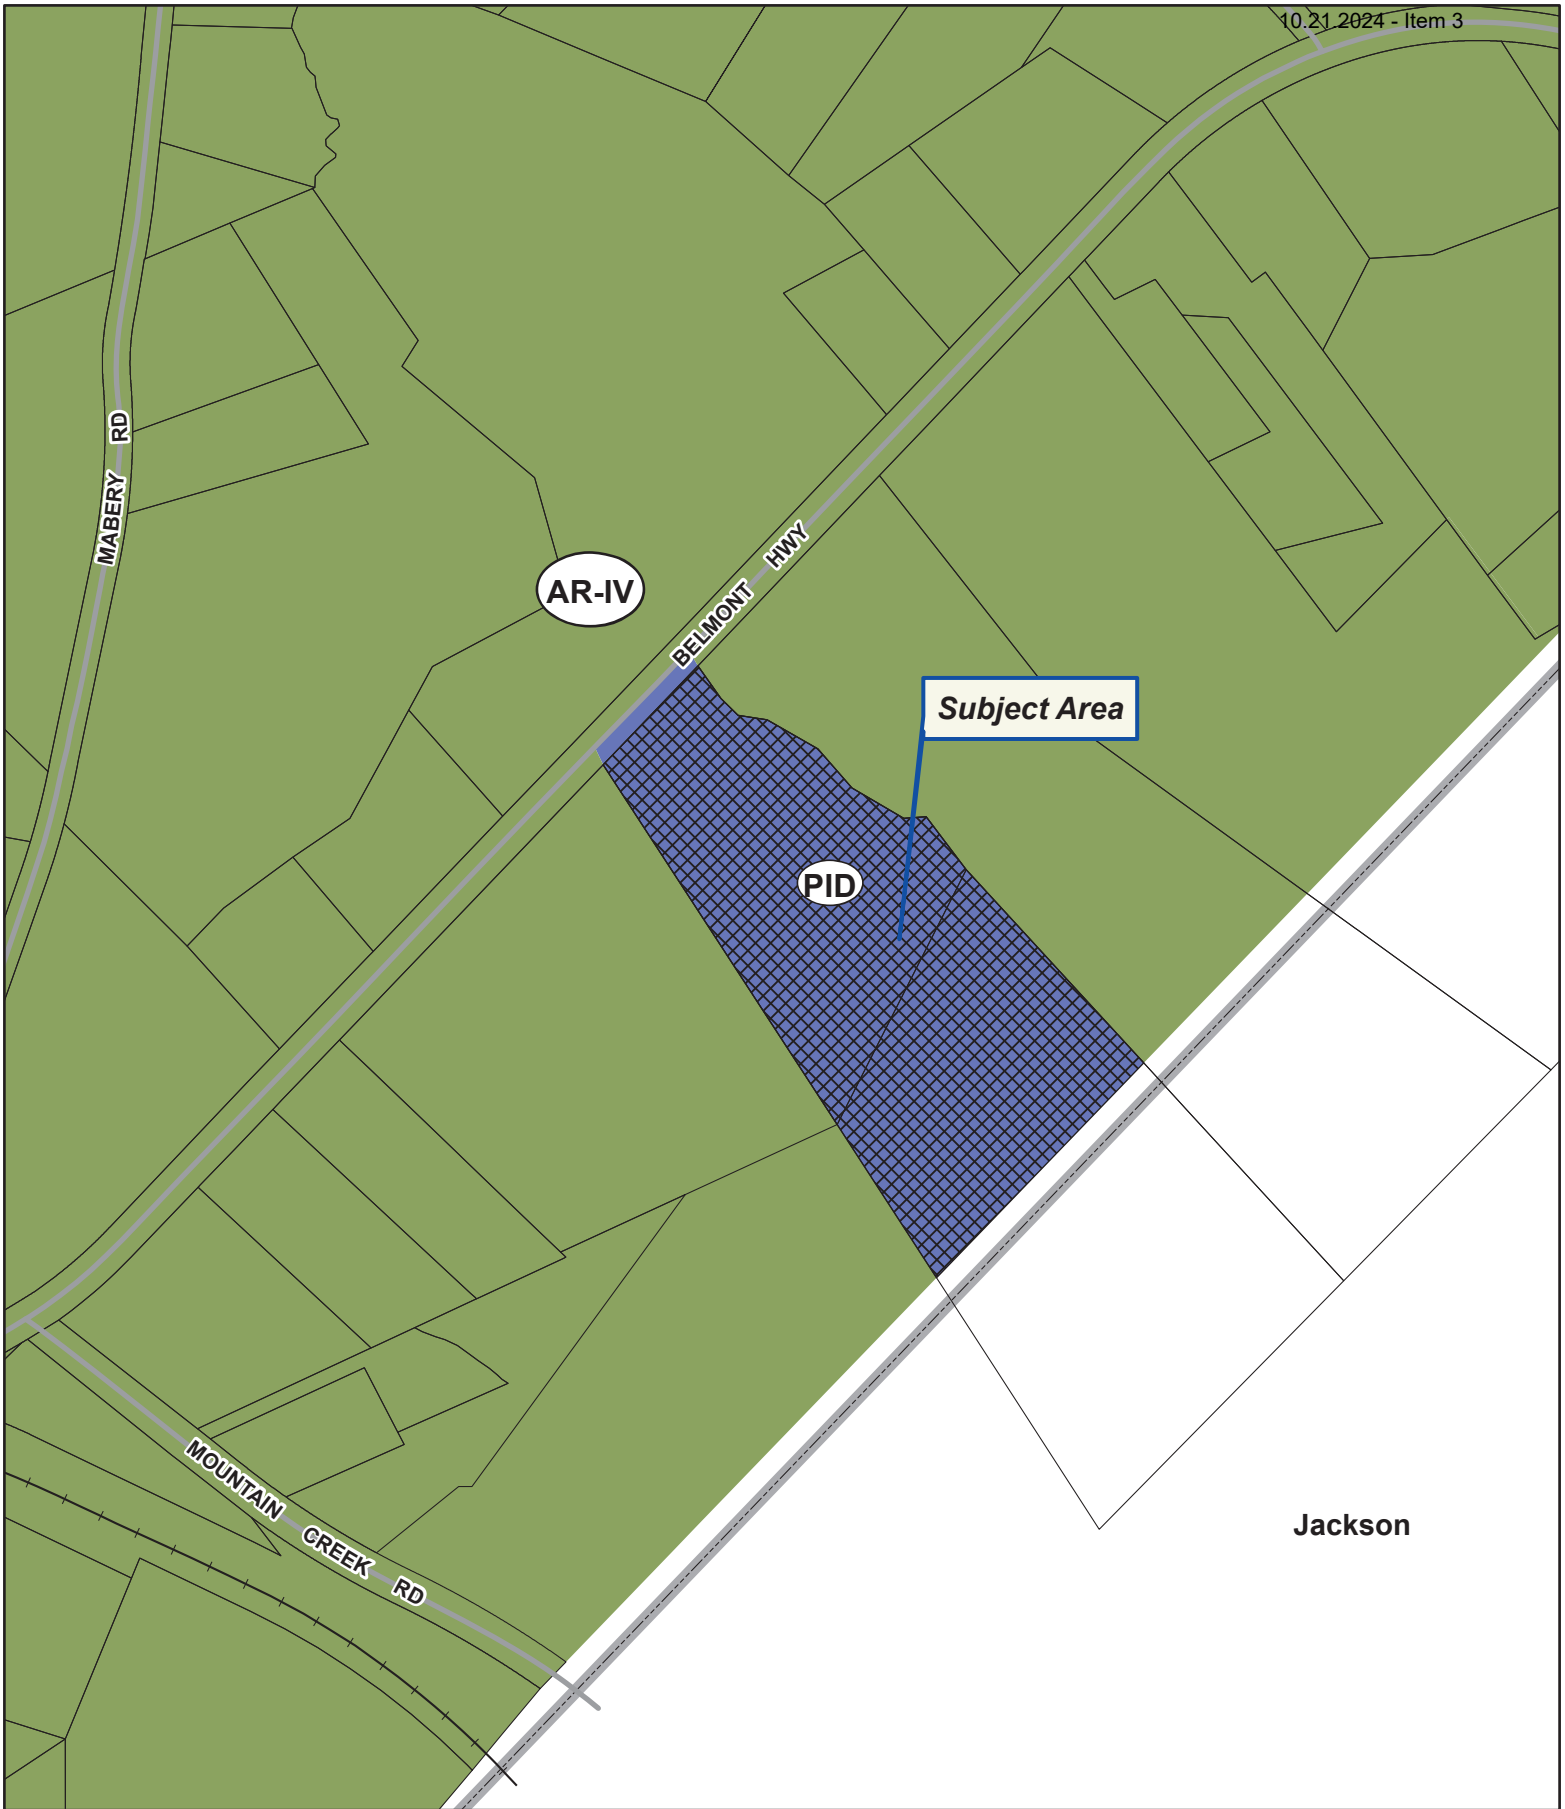 10.21.2024 - Item 3
MABERY RD
AR-IV
BELMONT HWY
Subject Area
PID
Jackson
MOUNTAIN CREEK RD